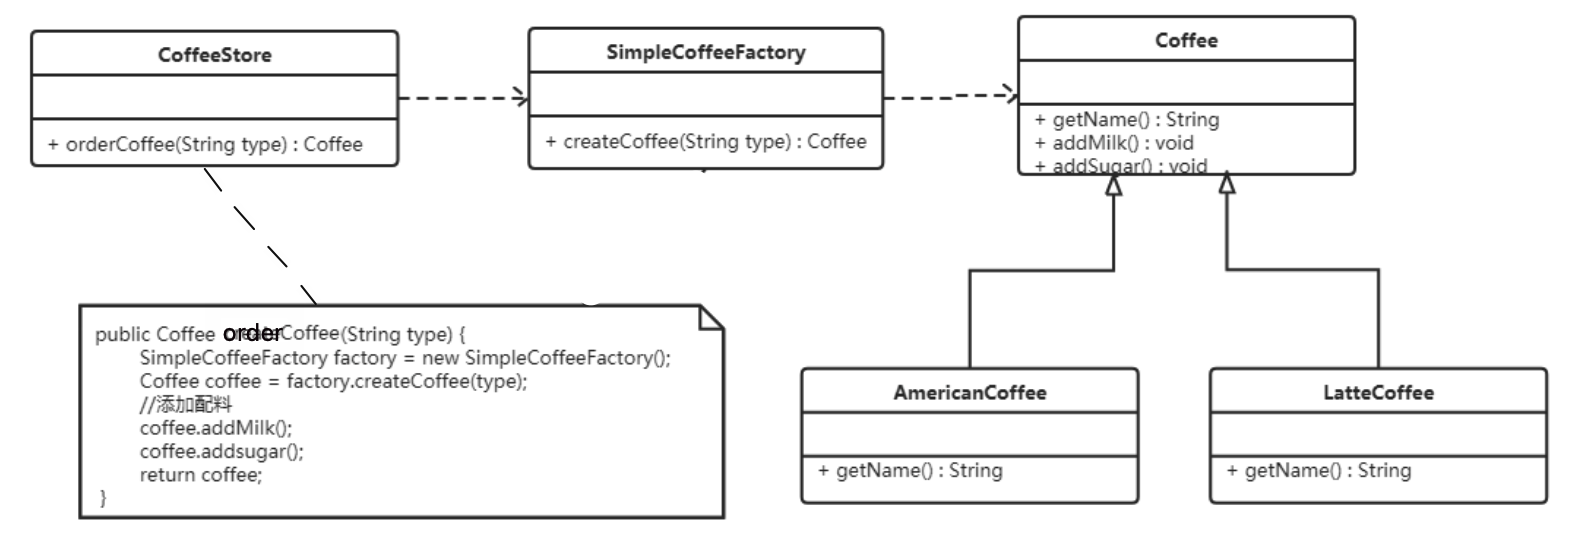 CoffeeStore
+ orderCoffee(String type) : Coffee
SimpleCoffeeFactory
+ createCoffee(String type) : Coffee
Coffee
+ getName() : String
+ addMilk() : void
+ addSugar() : void
public Coffee orderCoffee(String type) {
SimpleCoffeeFactory factory = new SimpleCoffeeFactory();
Coffee coffee = factory.createCoffee(type);
//添加配料
coffee.addMilk();
coffee.addsugar();
return coffee;
}
AmericanCoffee
+ getName() : String
LatteCoffee
+ getName() : String